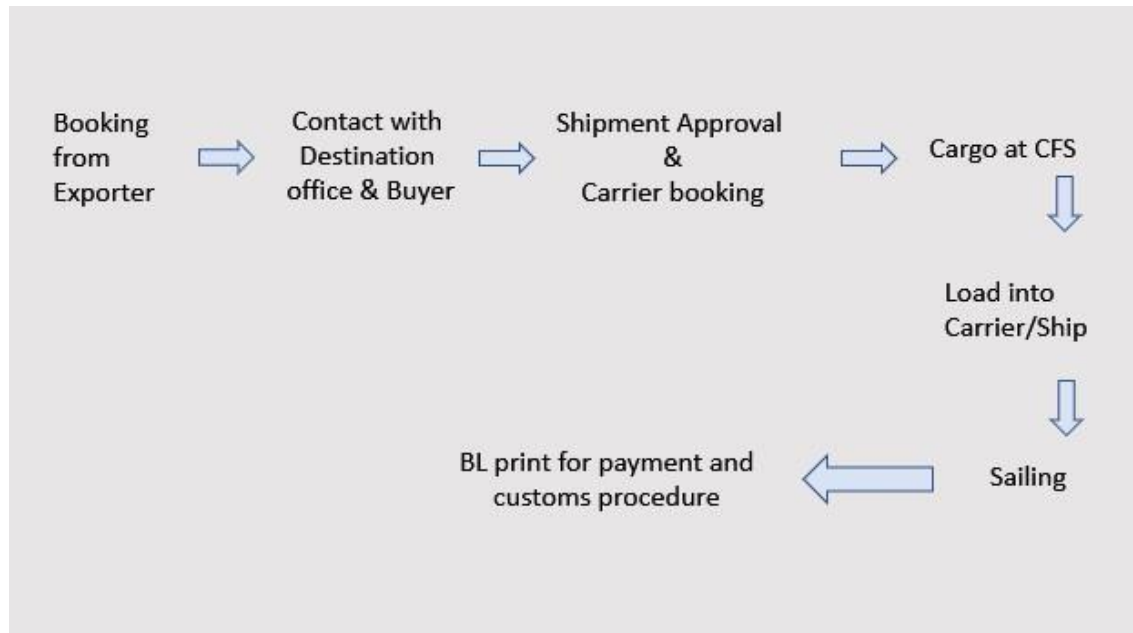 Booking
from
Exporter
Contact with
Destination
office & Buyer
Shipment Approval
&
Carrier booking
Cargo at CFS
Load into
Carrier/Ship
Sailing
BL print for payment and
customs procedure